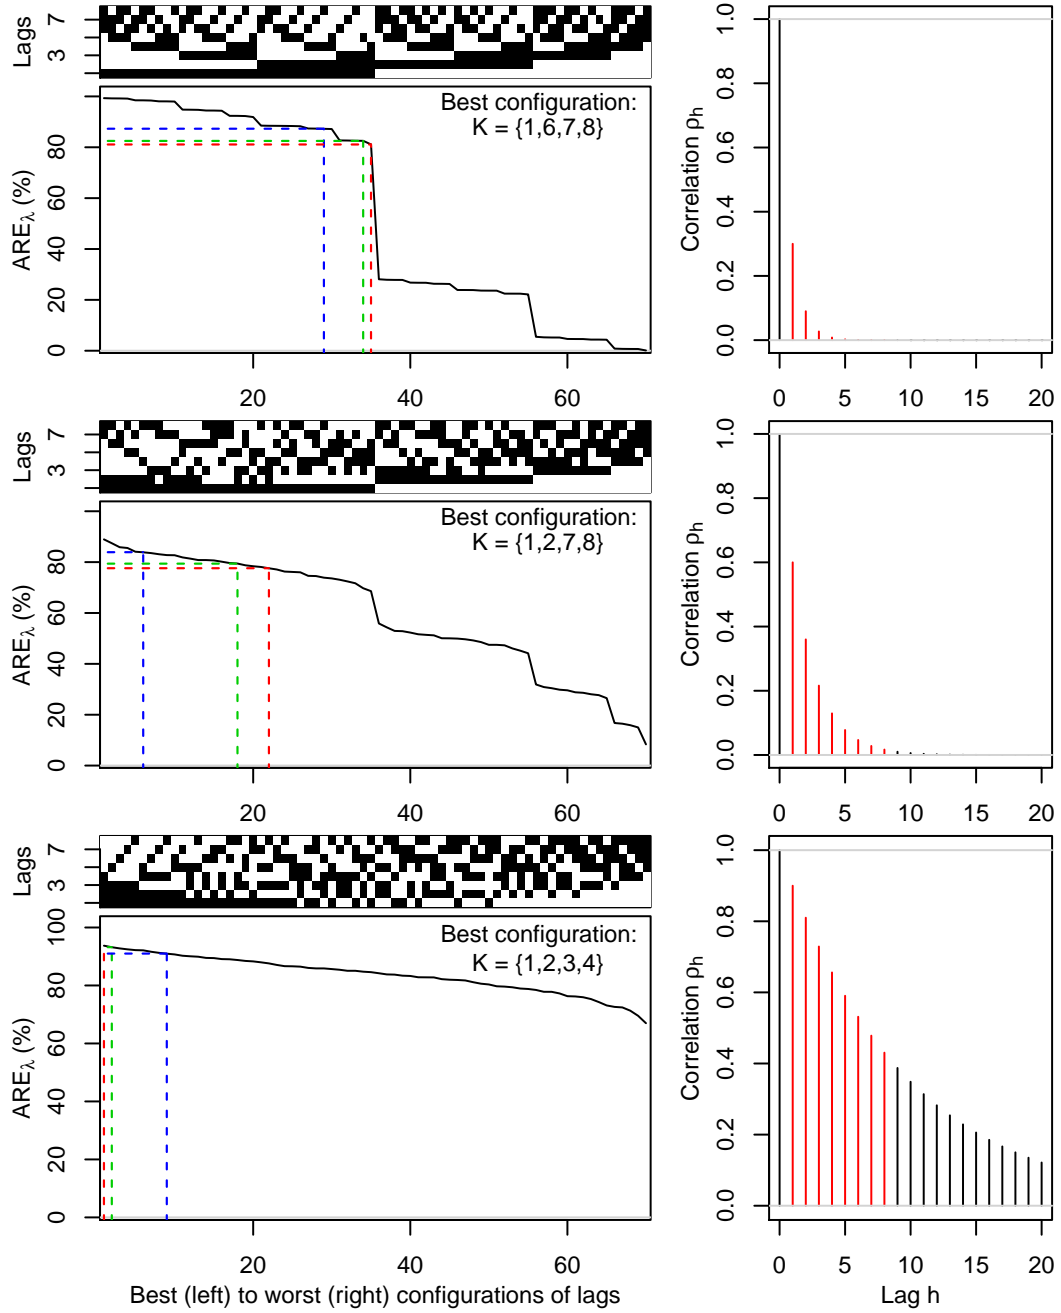 Lags
3 7
Best configuration:
K = {1,6,7,8}
ARE_λ (%)
0 20 40 60 80
20 40 60
Correlation ρ_h
0.0 0.2 0.4 0.6 0.8 1.0
0 5 10 15 20
Lags
3 7
Best configuration:
K = {1,2,7,8}
ARE_λ (%)
0 20 40 60 80
20 40 60
Correlation ρ_h
0.0 0.2 0.4 0.6 0.8 1.0
0 5 10 15 20
Lags
3 7
Best configuration:
K = {1,2,3,4}
ARE_λ (%)
0 20 40 60 80 100
20 40 60
Best (left) to worst (right) configurations of lags
Correlation ρ_h
0.0 0.2 0.4 0.6 0.8 1.0
0 5 10 15 20
Lag h